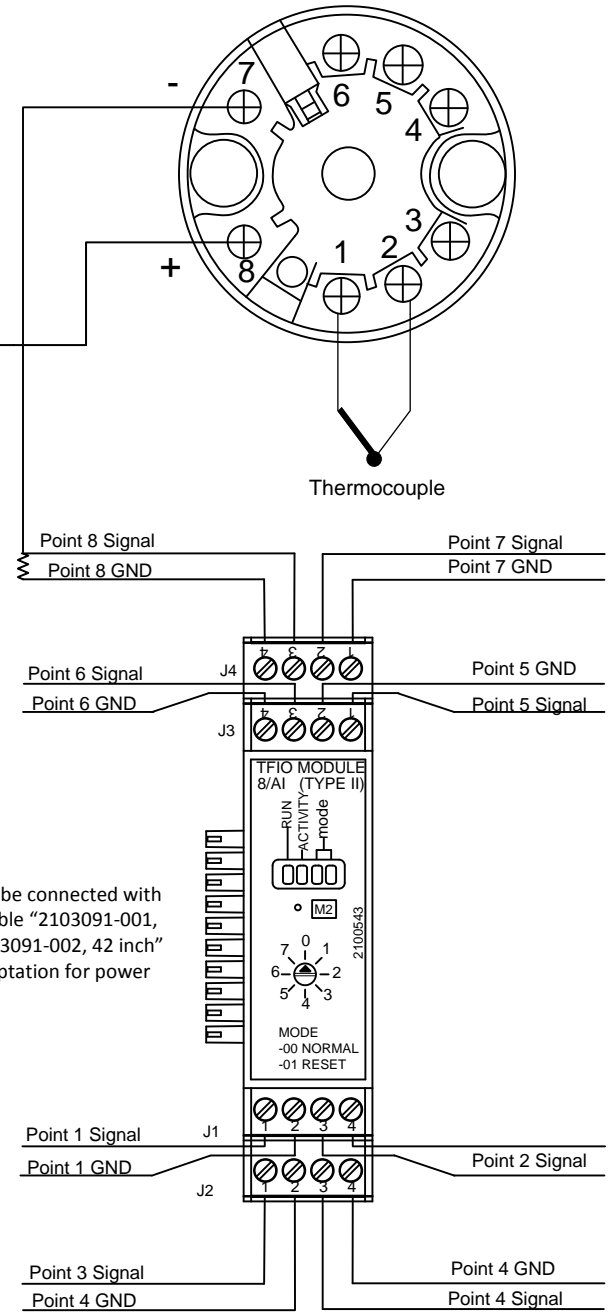 7
6
5
4
-
3
2
1
8
+
Thermocouple
Point 8 Signal
Point 7 Signal
Point 8 GND
Point 7 GND
4 3 2 1
J4
Point 6 Signal
Point 5 GND
Point 6 GND
Point 5 Signal
4 3 2 1
J3
TFIO MODULE
8/AI (TYPE II)
RUN
ACTIVITY
mode
M2
2100543
0
7 1
6 2
5 3
4
be connected with
ble “2103091-001,
3091-002, 42 inch”
ptation for power
MODE
-00 NORMAL
-01 RESET
1 2 3 4
Point 1 Signal
J1
Point 1 GND
Point 2 Signal
1 2 3 4
J2
Point 3 Signal
Point 4 GND
Point 4 GND
Point 4 Signal